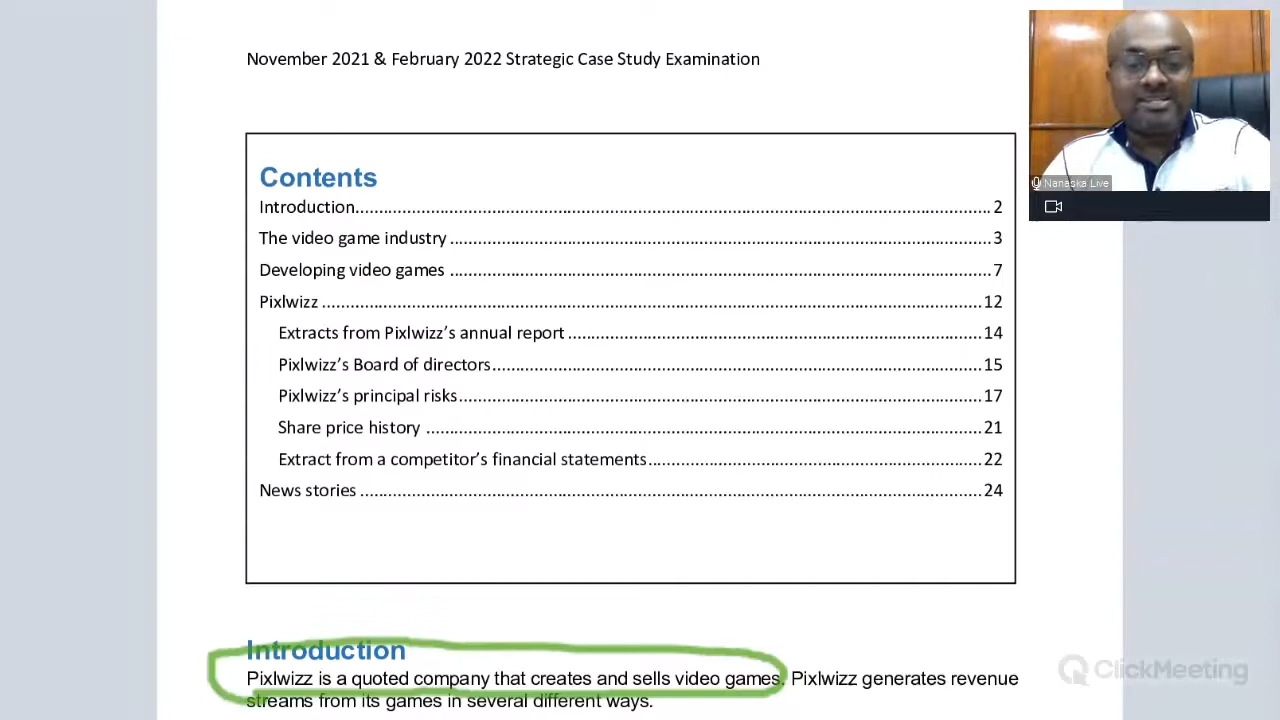 November 2021 & February 2022 Strategic Case Study Examination
Contents
Introduction.................................................................................................................................... 2
The video game industry ................................................................................................................. 3
Developing video games ................................................................................................................. 7
Pixlwizz ......................................................................................................................................... 12
Extracts from Pixlwizz’s annual report ....................................................................................... 14
Pixlwizz’s Board of directors...................................................................................................... 15
Pixlwizz’s principal risks............................................................................................................. 17
Share price history .................................................................................................................... 21
Extract from a competitor’s financial statements...................................................................... 22
News stories ................................................................................................................................. 24
Introduction
Pixlwizz is a quoted company that creates and sells video games. Pixlwizz generates revenue
streams from its games in several different ways.
Nanaska Live
ClickMeeting